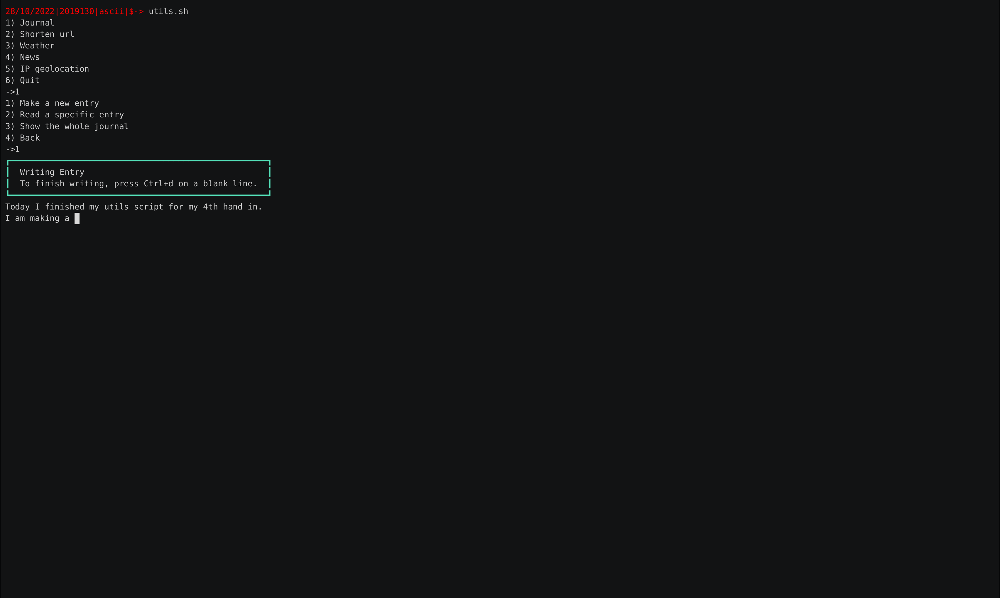 28/10/2022|2019130|ascii|$-> utils.sh
1) Journal
2) Shorten url
3) Weather
4) News
5) IP geolocation
6) Quit
->1
1) Make a new entry
2) Read a specific entry
3) Show the whole journal
4) Back
->1
Writing Entry
To finish writing, press Ctrl+d on a blank line.
Today I finished my utils script for my 4th hand in.
I am making a